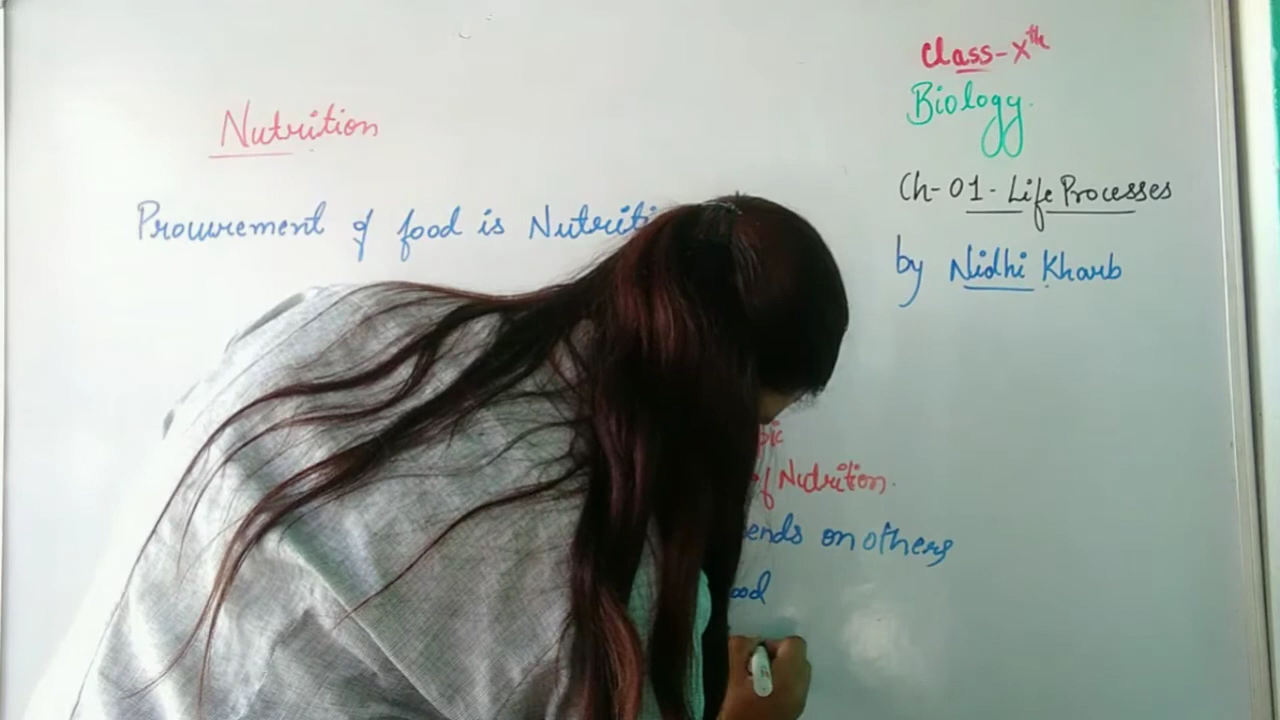 Nutrition
Procurement of food is Nutriti
of Nutrition.
ends on others
ood
Class-Xth
Biology.
Ch-01-Life Processes
by Nidhi Kharb